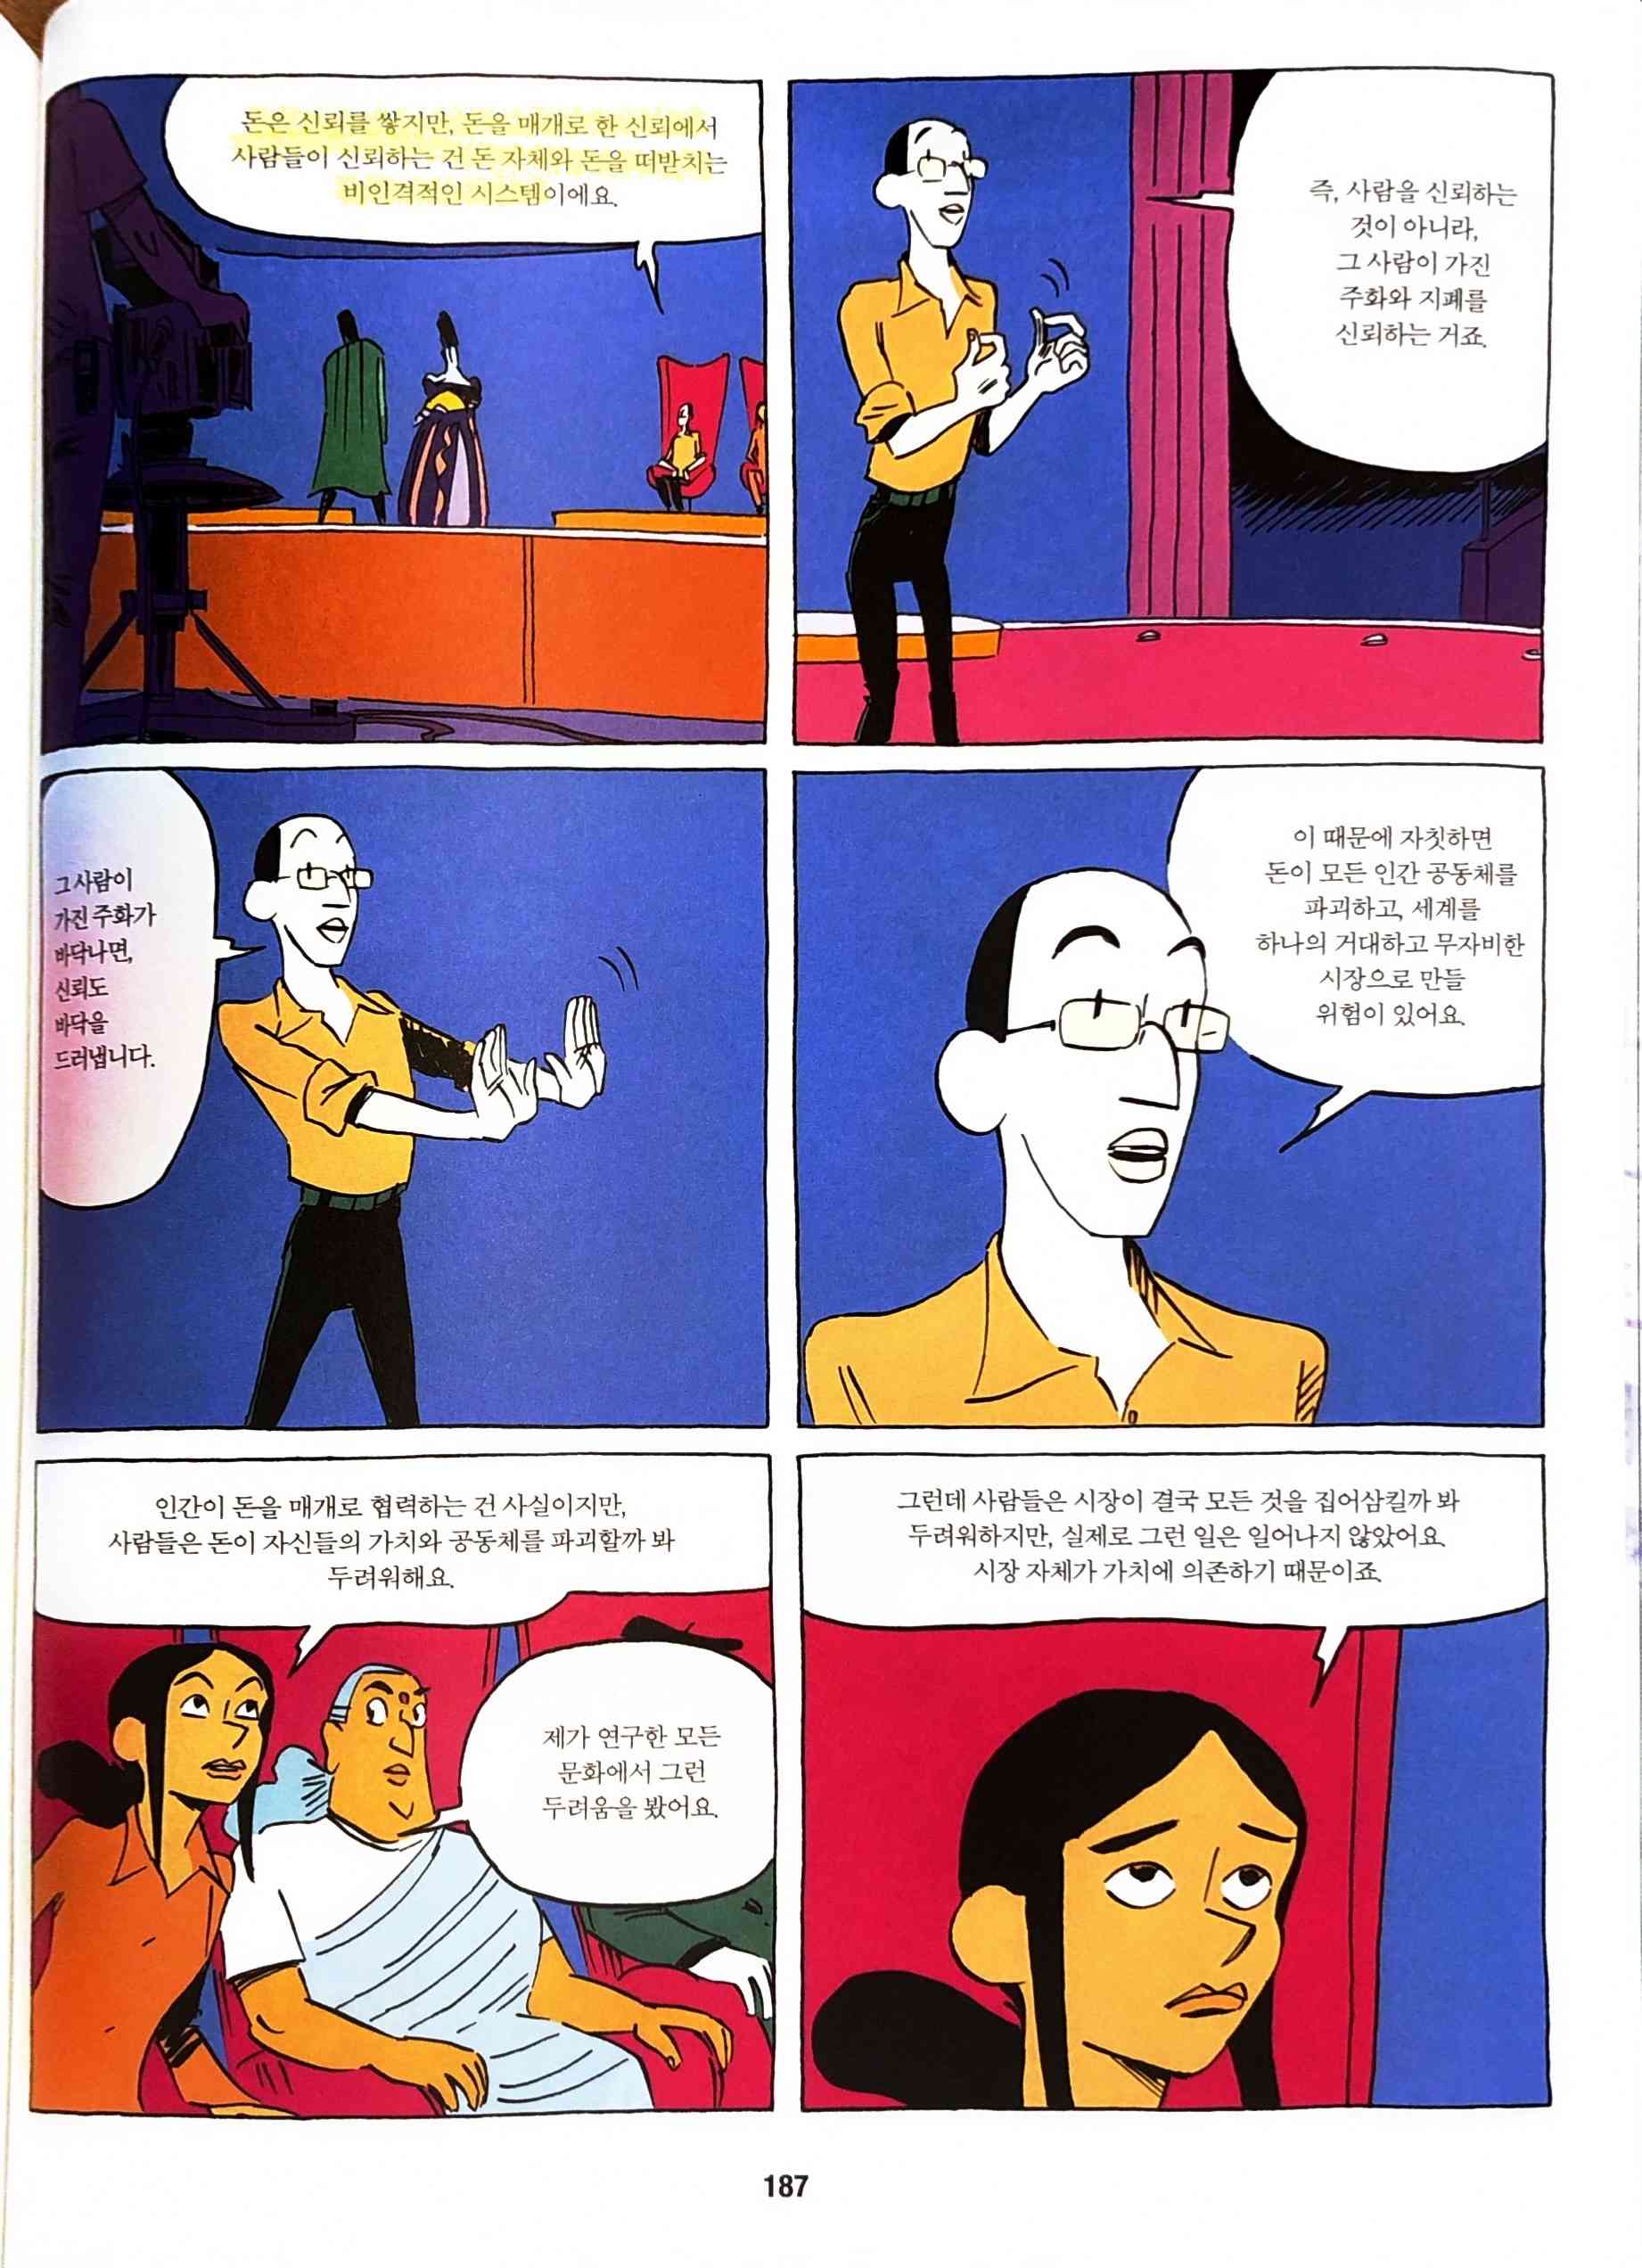 돈은 신뢰를 쌓지만, 돈을 매개로 한 신뢰에서
사람들이 신뢰하는 건 돈 자체와 돈을 떠받치는
비인격적인 시스템이에요.
즉, 사람을 신뢰하는
것이 아니라,
그 사람이 가진
주화와 지폐를
신뢰하는 거죠.
그 사람이
가진 주화가
바닥나면,
신뢰도
바닥을
드러냅니다.
이 때문에 자칫하면
돈이 모든 인간 공동체를
파괴하고, 세계를
하나의 거대하고 무자비한
시장으로 만들
위험이 있어요.
인간이 돈을 매개로 협력하는 건 사실이지만,
사람들은 돈이 자신들의 가치와 공동체를 파괴할까 봐
두려워해요.
제가 연구한 모든
문화에서 그런
두려움을 봤어요.
그런데 사람들은 시장이 결국 모든 것을 집어삼킬까 봐
두려워하지만, 실제로 그런 일은 일어나지 않았어요.
시장 자체가 가치에 의존하기 때문이죠.
187